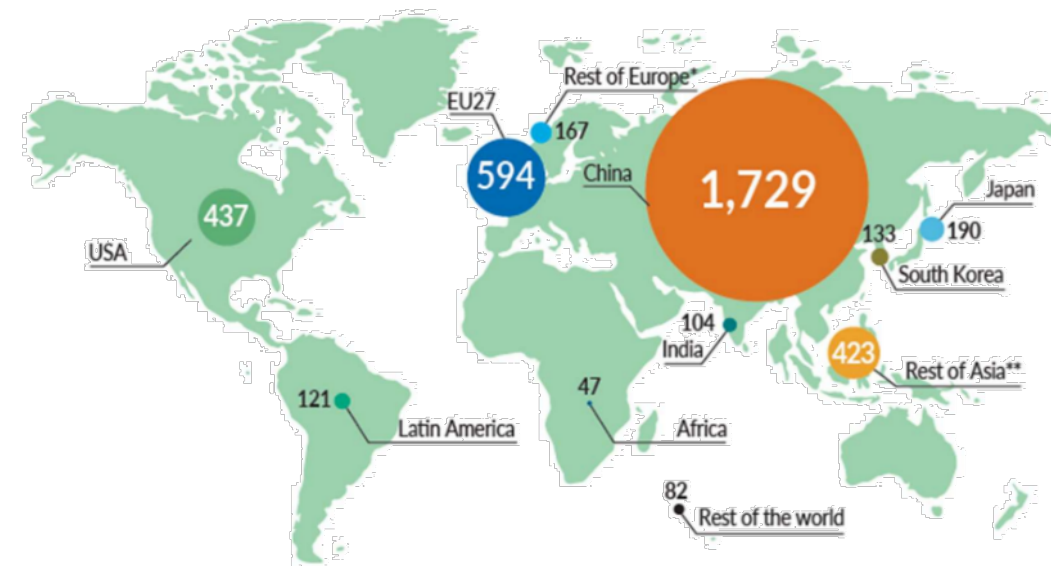 Rest of Europe*
EU27
167
594
China
1,729
Japan
437
190
133
USA
South Korea
104
India
423
Rest of Asia**
47
121
Latin America
Africa
82
Rest of the world